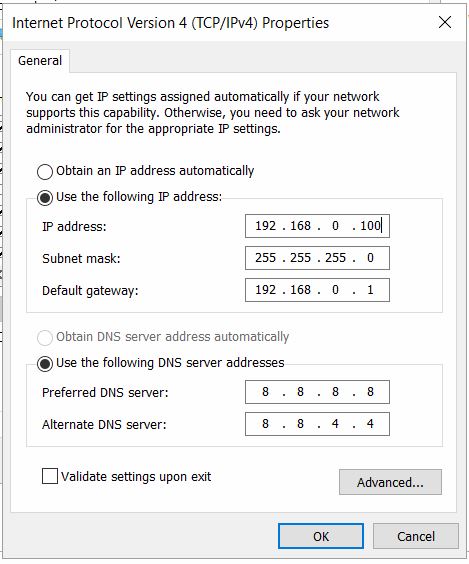 Internet Protocol Version 4 (TCP/IPv4) Properties
General
You can get IP settings assigned automatically if your network
supports this capability. Otherwise, you need to ask your network
administrator for the appropriate IP settings.
Obtain an IP address automatically
Use the following IP address:
IP address: 192 . 168 . 0 . 100
Subnet mask: 255 . 255 . 255 . 0
Default gateway: 192 . 168 . 0 . 1
Obtain DNS server address automatically
Use the following DNS server addresses
Preferred DNS server: 8 . 8 . 8 . 8
Alternate DNS server: 8 . 8 . 4 . 4
Validate settings upon exit
Advanced...
OK Cancel